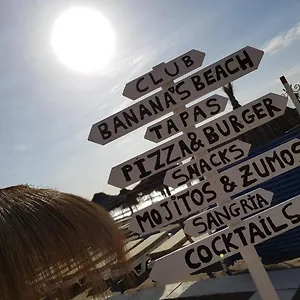 CLUB
BANANA'S BEACH
TAPAS
PIZZA & BURGER
SNACKS
MOJITOS & ZUMOS
SANGRIA
COCKTAILS